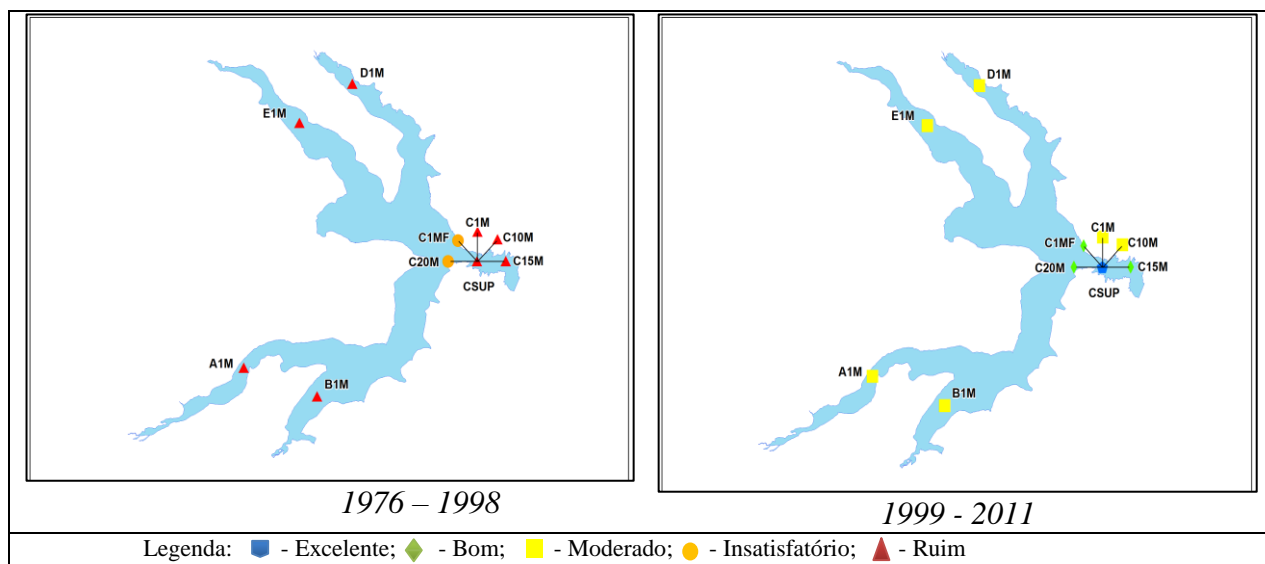 D1M
E1M
C1M
C1MF
C10M
C20M
C15M
CSUP
A1M
B1M
1976 – 1998
D1M
E1M
C1M
C1MF
C10M
C20M
C15M
CSUP
A1M
B1M
1999 - 2011
Legenda: - Excelente; - Bom; - Moderado; - Insatisfatório; - Ruim